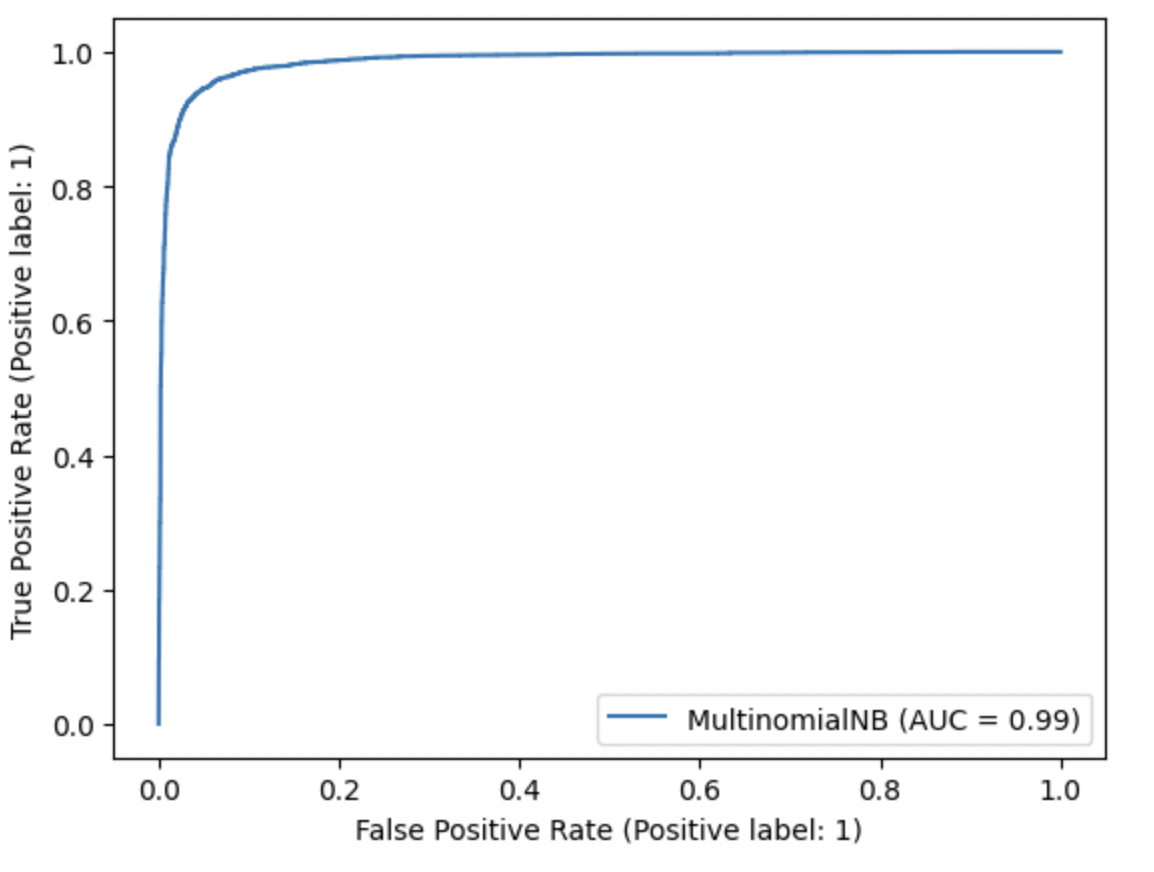 True Positive Rate (Positive label: 1)
1.0
0.8
0.6
0.4
0.2
0.0
MultinomialNB (AUC = 0.99)
0.0 0.2 0.4 0.6 0.8 1.0
False Positive Rate (Positive label: 1)